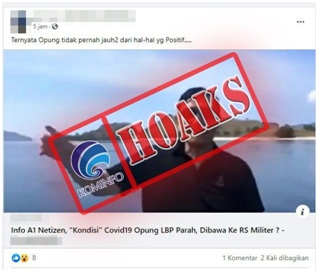 5 jam
Ternyata Opung tidak pernah jauh2 dari hal-hal yg Positif.....
HOAKS
KOMINFO
Info A1 Netizen, "Kondisi" Covid19 Opung LBP Parah, Dibawa Ke RS Militer ? -
8
1 Komentar 2 Kali dibagikan